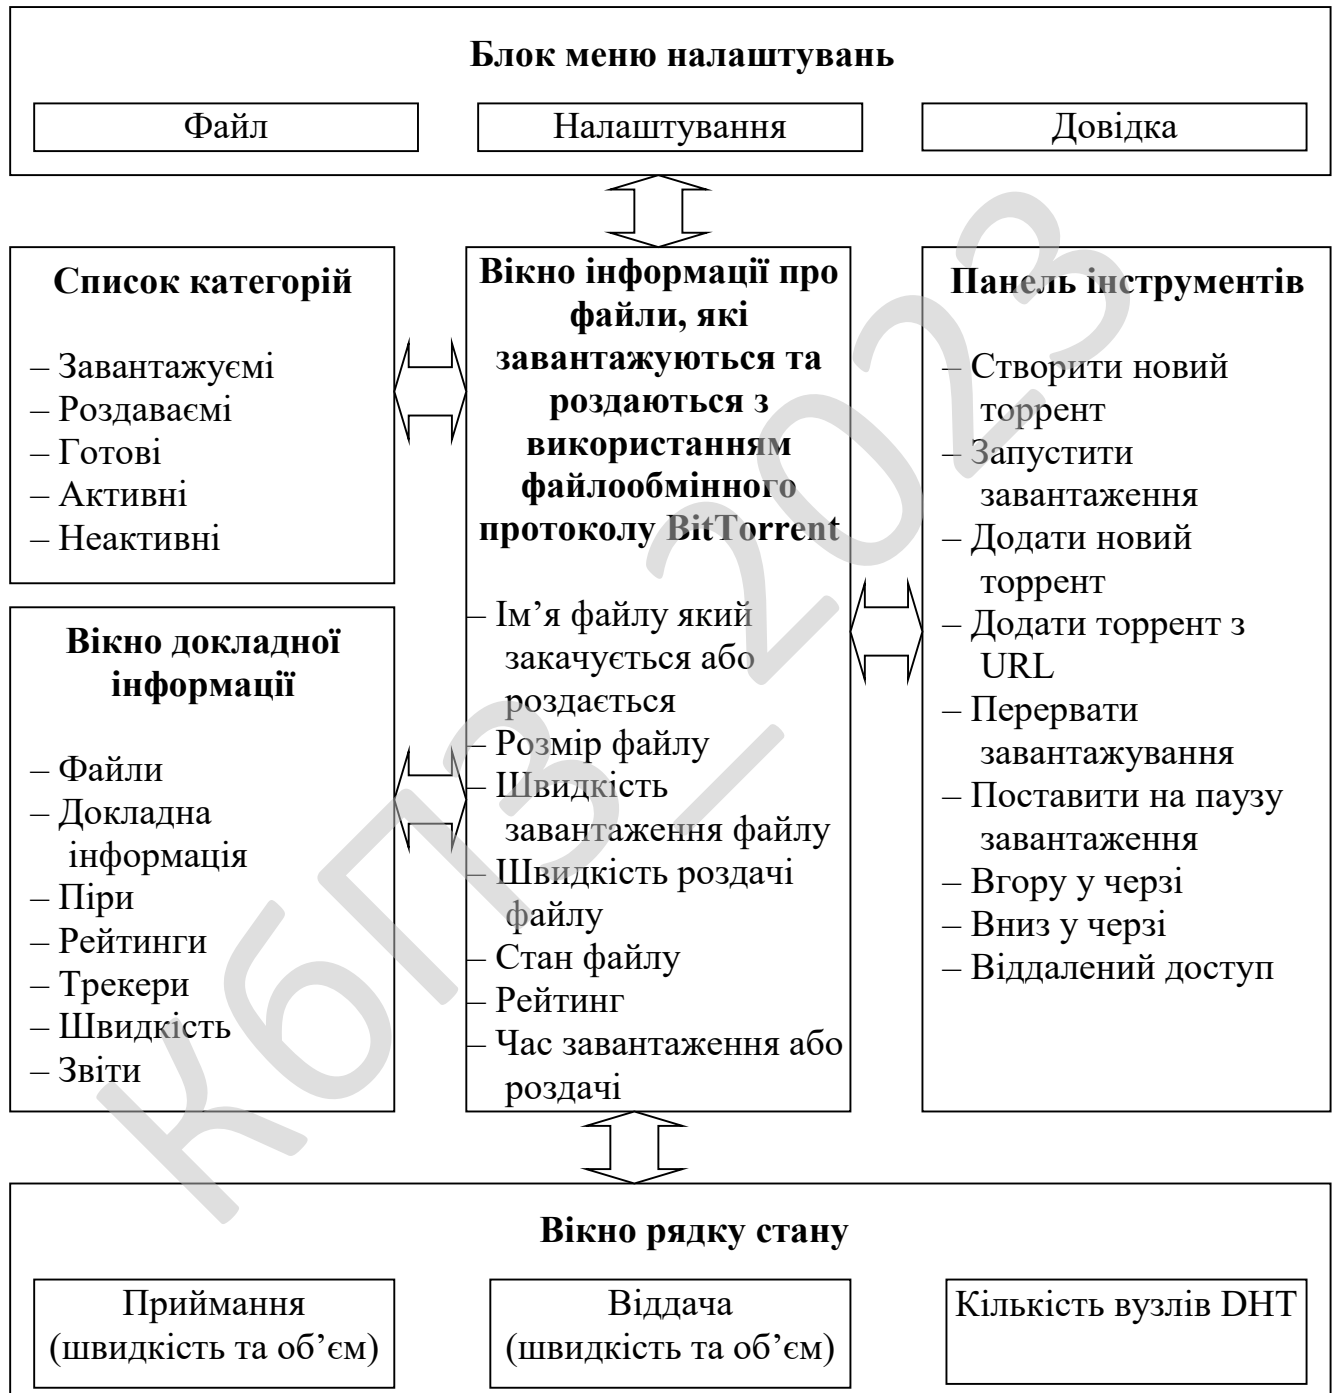 Блок меню налаштувань
Файл
Налаштування
Довідка
Список категорій
– Завантажуємі
– Роздаваємі
– Готові
– Активні
– Неактивні
Вікно докладної
інформації
– Файли
– Докладна
інформація
– Піри
– Рейтинги
– Трекери
– Швидкість
– Звіти
Вікно інформації про
файли, які
завантажуються та
роздаються з
використанням
файлообмінного
протоколу BitTorrent
– Ім’я файлу який
закачується або
роздається
– Розмір файлу
– Швидкість
завантаження файлу
– Швидкість роздачі
файлу
– Стан файлу
– Рейтинг
– Час завантаження або
роздачі
Панель інструментів
– Створити новий
торрент
– Запустити
завантаження
– Додати новий
торрент
– Додати торрент з
URL
– Перервати
завантажування
– Поставити на паузу
завантаження
– Вгору у черзі
– Вниз у черзі
– Віддалений доступ
Вікно рядку стану
Приймання
(швидкість та об’єм)
Віддача
(швидкість та об’єм)
Кількість вузлів DHT
КбПЗ_2023